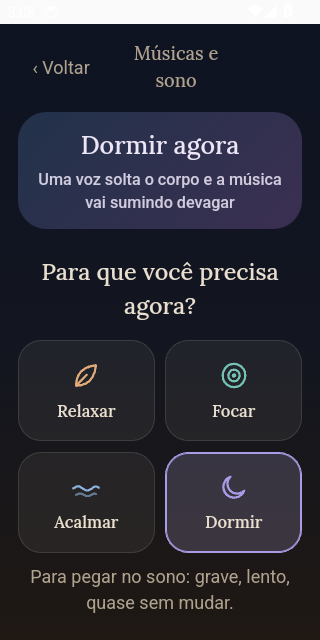 ‹ Voltar
Músicas e
sono
Dormir agora
Uma voz solta o corpo e a música
vai sumindo devagar
Para que você precisa
agora?
Relaxar
Focar
Acalmar
Dormir
Para pegar no sono: grave, lento,
quase sem mudar.